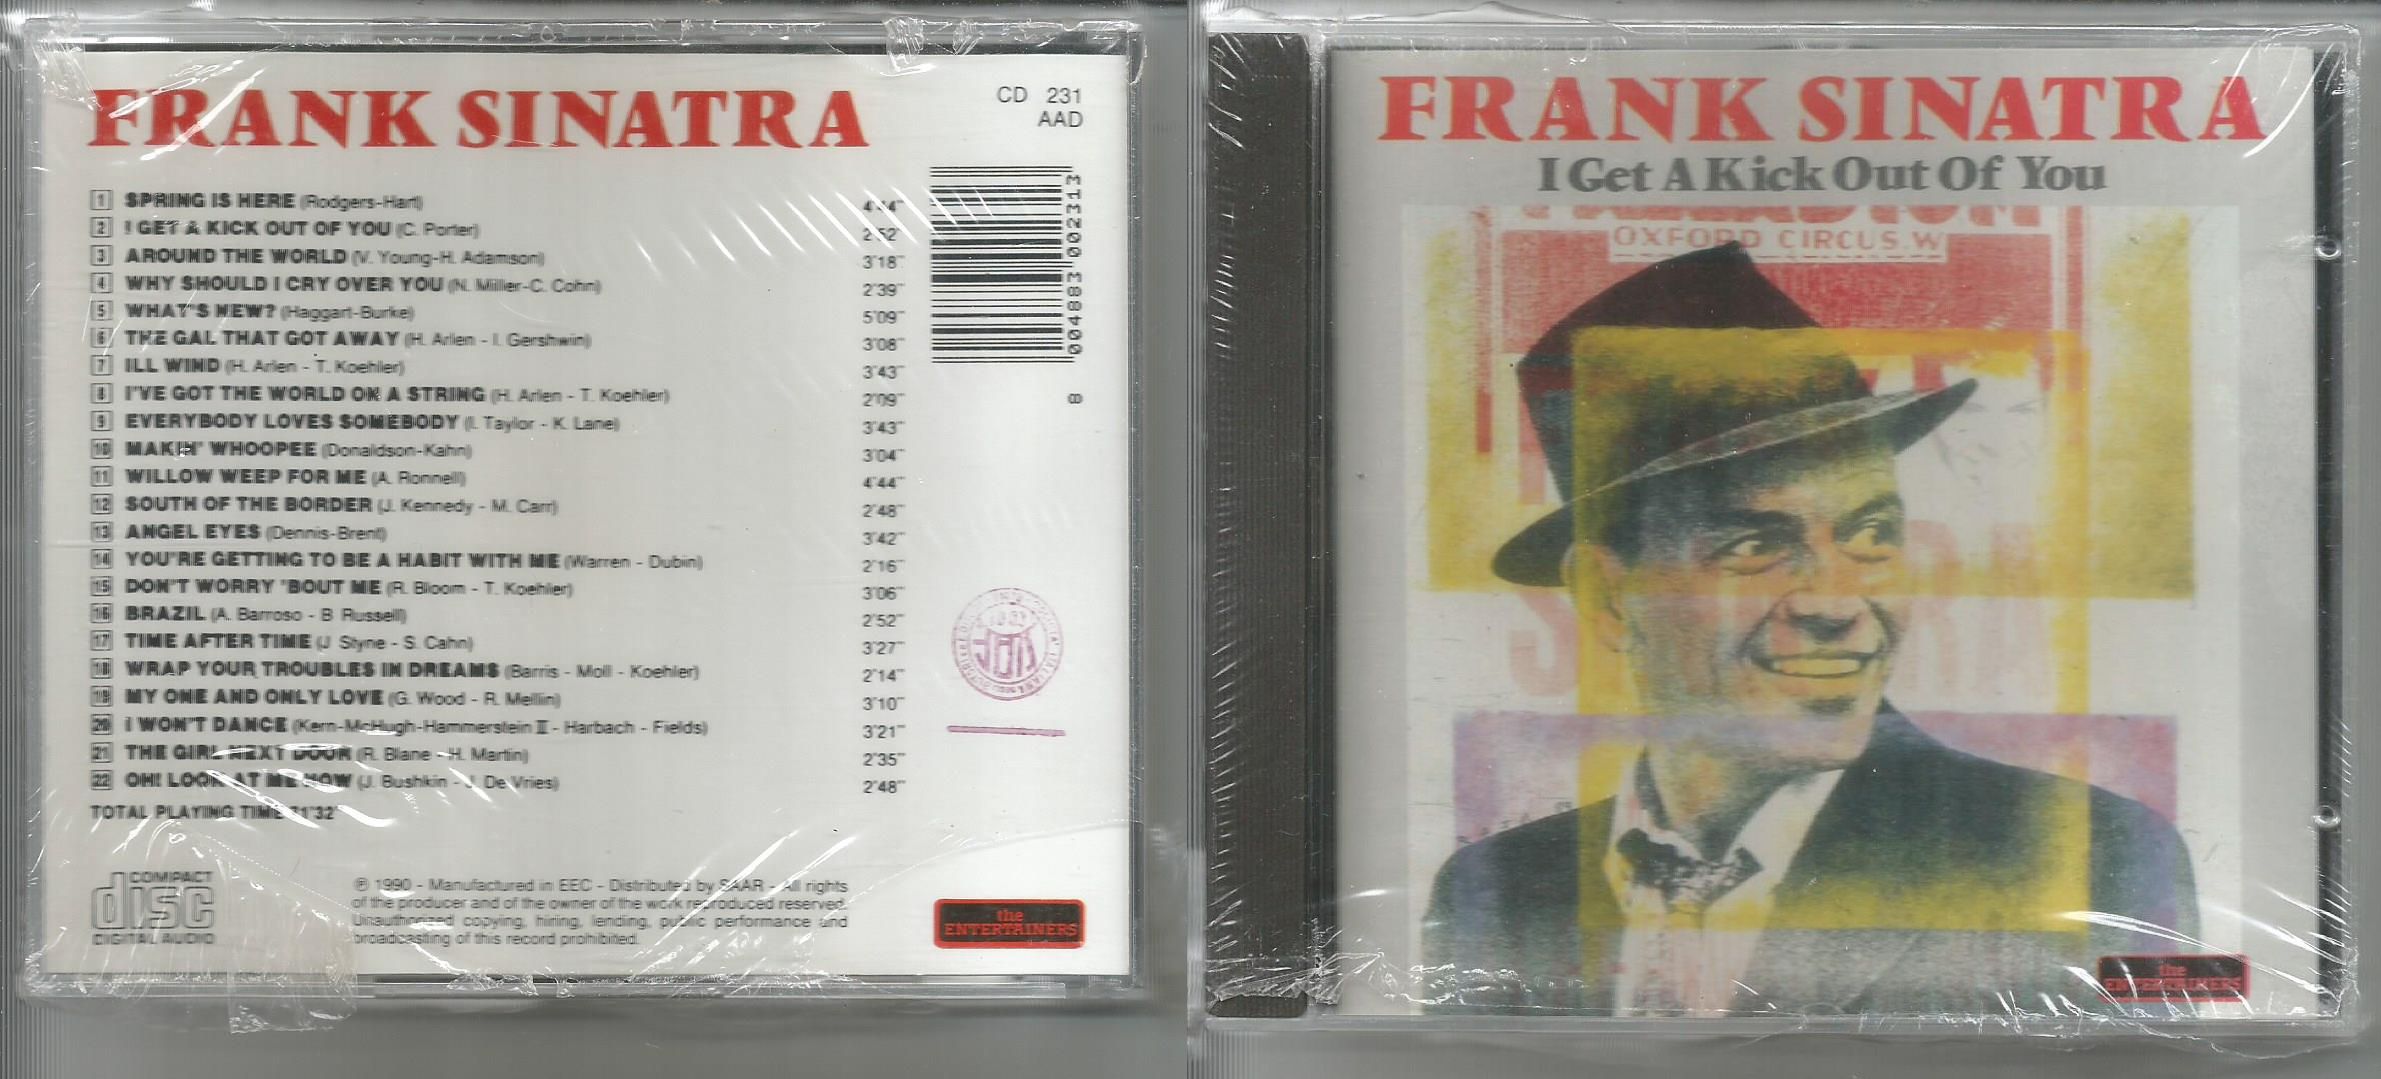 FRANK SINATRA
CD 231
AAD
1 SPRING IS HERE (Rodgers-Hart) 4'44"
2 I GET A KICK OUT OF YOU (C. Porter) 2'52"
3 AROUND THE WORLD (V. Young-H. Adamson) 3'18"
4 WHY SHOULD I CRY OVER YOU (N. Miller-C. Cohn) 2'39"
5 WHAT'S NEW? (Haggart-Burke) 5'09"
6 THE GAL THAT GOT AWAY (H. Arlen - I. Gershwin) 3'08"
7 ILL WIND (H. Arlen - T. Koehler) 3'43"
8 I'VE GOT THE WORLD ON A STRING (H. Arlen - T. Koehler) 2'09"
9 EVERYBODY LOVES SOMEBODY (I. Taylor - K. Lane) 3'43"
10 MAKIN' WHOOPEE (Donaldson-Kahn) 3'04"
11 WILLOW WEEP FOR ME (A. Ronnell) 4'44"
12 SOUTH OF THE BORDER (J. Kennedy - M. Carr) 2'48"
13 ANGEL EYES (Dennis-Brent) 3'42"
14 YOU'RE GETTING TO BE A HABIT WITH ME (Warren - Dubin) 2'16"
15 DON'T WORRY 'BOUT ME (R. Bloom - T. Koehler) 3'06"
16 BRAZIL (A. Barroso - B Russell) 2'52"
17 TIME AFTER TIME (J Styne - S. Cahn) 3'27"
18 WRAP YOUR TROUBLES IN DREAMS (Barris - Moll - Koehler) 2'14"
19 MY ONE AND ONLY LOVE (G. Wood - R. Mellin) 3'10"
20 I WON'T DANCE (Kern-McHugh-Hammerstein II - Harbach - Fields) 3'21"
21 THE GIRL NEXT DOOR (R. Blane - H. Martin) 2'35"
22 OH! LOOK AT ME NOW (J. Bushkin - J. De Vries) 2'48"
TOTAL PLAYING TIME 71'32"
8 004883 002313
SIAE
COMPACT
disc
DIGITAL AUDIO
℗ 1990 - Manufactured in EEC - Distributed by SAAR - All rights
of the producer and of the owner of the work reproduced reserved.
Unauthorized copying, hiring, lending, public performance and
broadcasting of this record prohibited.
the
ENTERTAINERS
FRANK SINATRA
I Get A Kick Out Of You
OXFORD CIRCUS. W
the
ENTERTAINERS